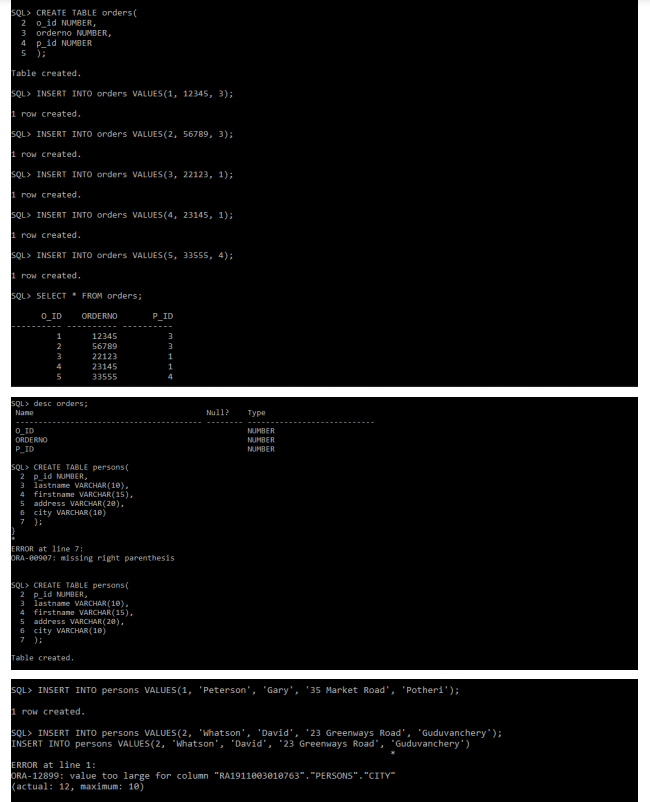 SQL> CREATE TABLE orders(
2 o_id NUMBER,
3 orderno NUMBER,
4 p_id NUMBER
5 );
Table created.
SQL> INSERT INTO orders VALUES(1, 12345, 3);
1 row created.
SQL> INSERT INTO orders VALUES(2, 56789, 3);
1 row created.
SQL> INSERT INTO orders VALUES(3, 22123, 1);
1 row created.
SQL> INSERT INTO orders VALUES(4, 23145, 1);
1 row created.
SQL> INSERT INTO orders VALUES(5, 33555, 4);
1 row created.
SQL> SELECT * FROM orders;
O_ID ORDERNO P_ID
---------- ---------- ----------
1 12345 3
2 56789 3
3 22123 1
4 23145 1
5 33555 4
SQL> desc orders;
Name Null? Type
----------------------------------------- -------- ----------------------------
O_ID NUMBER
ORDERNO NUMBER
P_ID NUMBER
SQL> CREATE TABLE persons(
2 p_id NUMBER,
3 lastname VARCHAR(10),
4 firstname VARCHAR(15),
5 address VARCHAR(20),
6 city VARCHAR(10)
7 };
}
*
ERROR at line 7:
ORA-00907: missing right parenthesis
SQL> CREATE TABLE persons(
2 p_id NUMBER,
3 lastname VARCHAR(10),
4 firstname VARCHAR(15),
5 address VARCHAR(20),
6 city VARCHAR(10)
7 );
Table created.
SQL> INSERT INTO persons VALUES(1, 'Peterson', 'Gary', '35 Market Road', 'Potheri');
1 row created.
SQL> INSERT INTO persons VALUES(2, 'Whatson', 'David', '23 Greenways Road', 'Guduvanchery');
INSERT INTO persons VALUES(2, 'Whatson', 'David', '23 Greenways Road', 'Guduvanchery')
*
ERROR at line 1:
ORA-12899: value too large for column "RA1911003010763"."PERSONS"."CITY"
(actual: 12, maximum: 10)